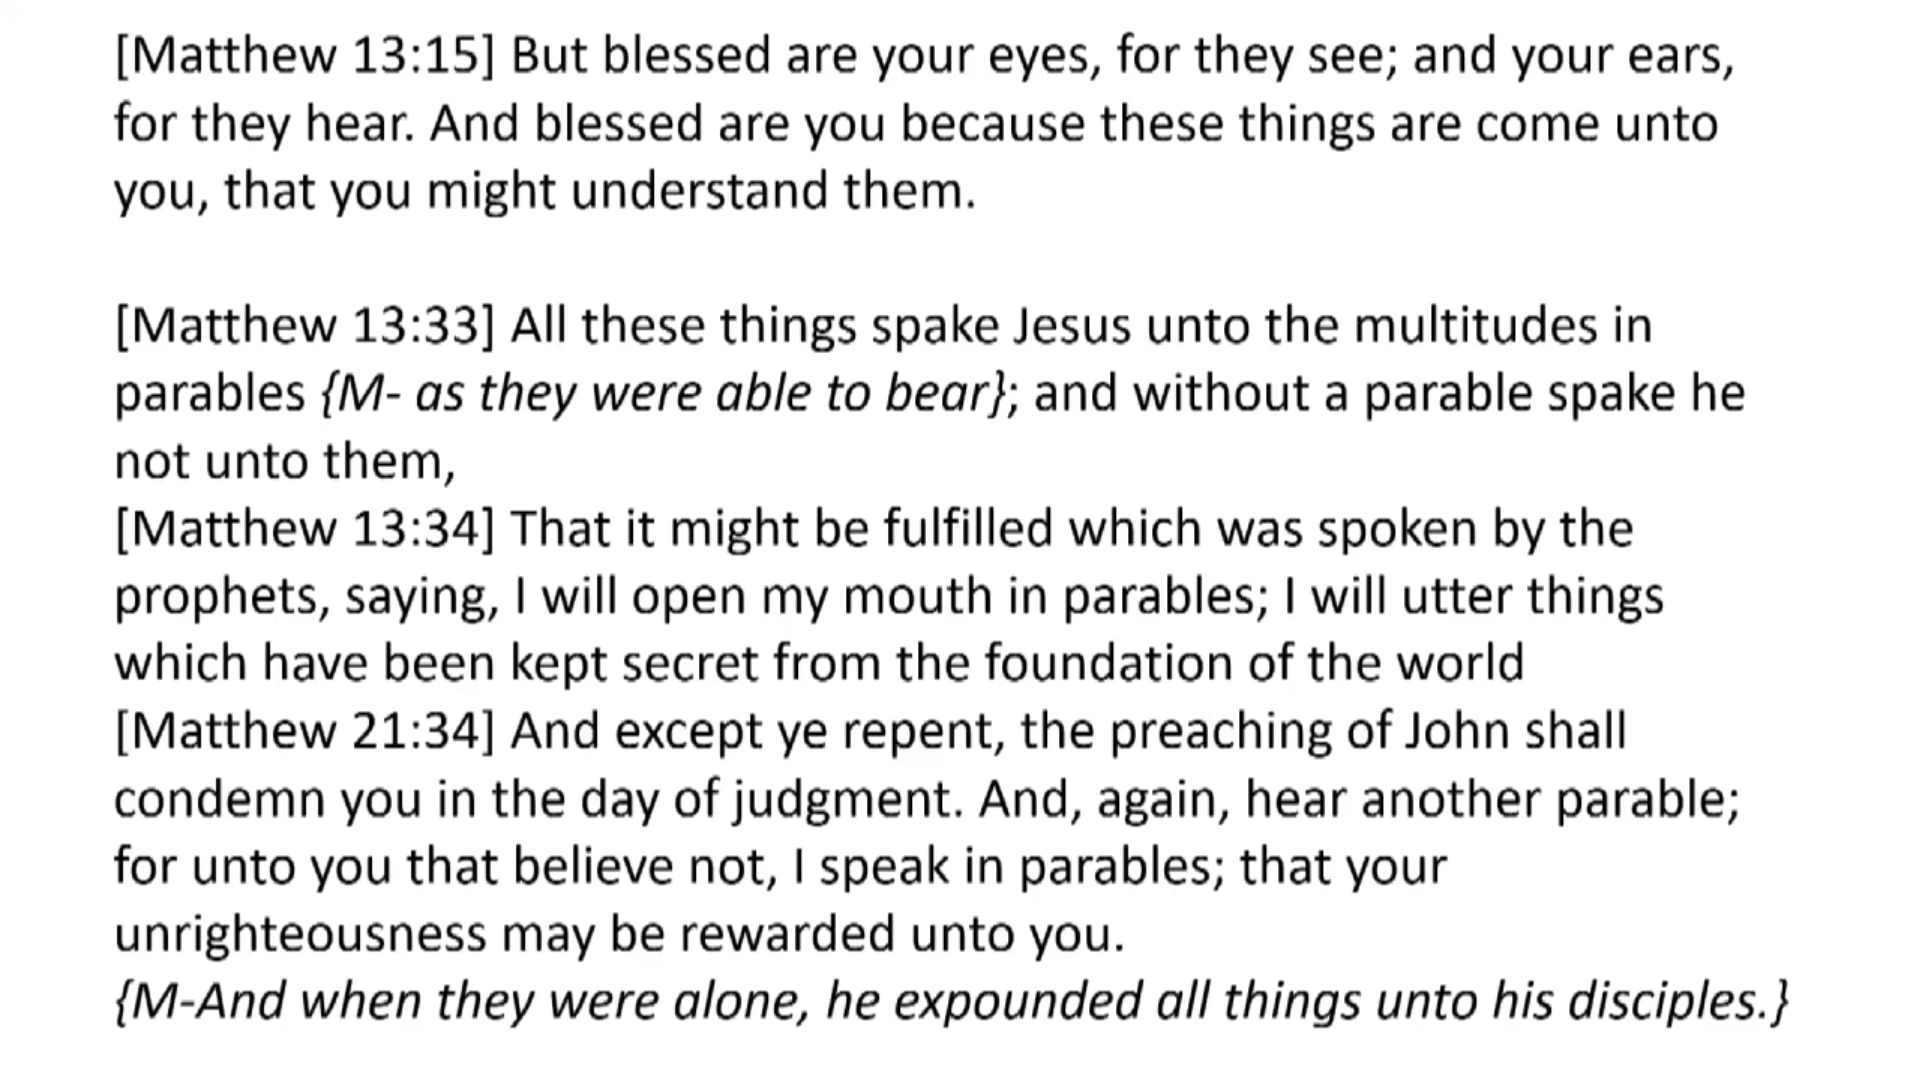 [Matthew 13:15] But blessed are your eyes, for they see; and your ears,
for they hear. And blessed are you because these things are come unto
you, that you might understand them.
[Matthew 13:33] All these things spake Jesus unto the multitudes in
parables {M- as they were able to bear}; and without a parable spake he
not unto them,
[Matthew 13:34] That it might be fulfilled which was spoken by the
prophets, saying, I will open my mouth in parables; I will utter things
which have been kept secret from the foundation of the world
[Matthew 21:34] And except ye repent, the preaching of John shall
condemn you in the day of judgment. And, again, hear another parable;
for unto you that believe not, I speak in parables; that your
unrighteousness may be rewarded unto you.
{M-And when they were alone, he expounded all things unto his disciples.}